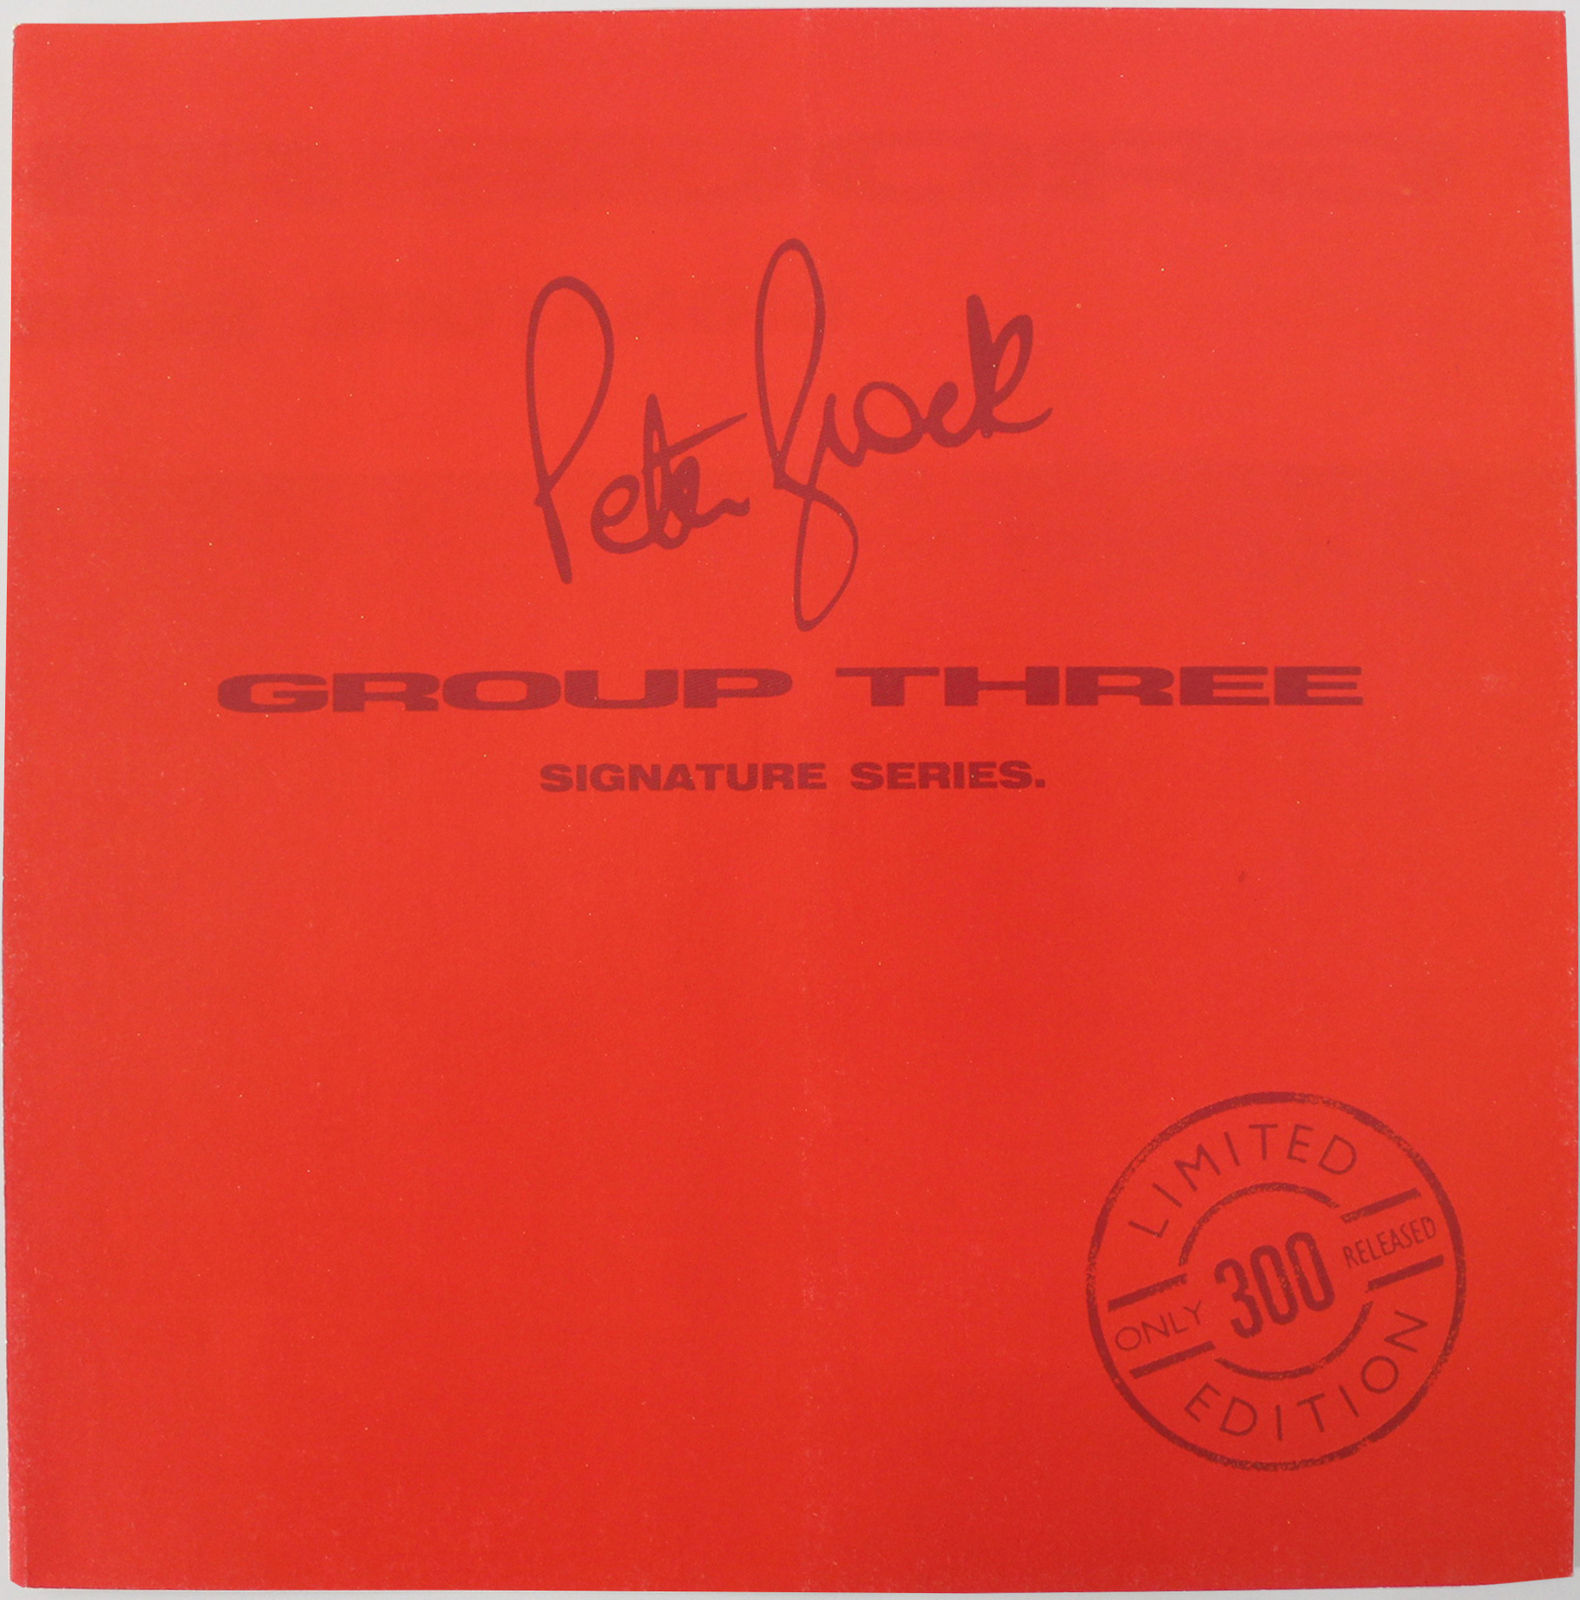 Peter Brock
GROUP THREE
SIGNATURE SERIES.
LIMITED
ONLY 300 RELEASED
EDITION